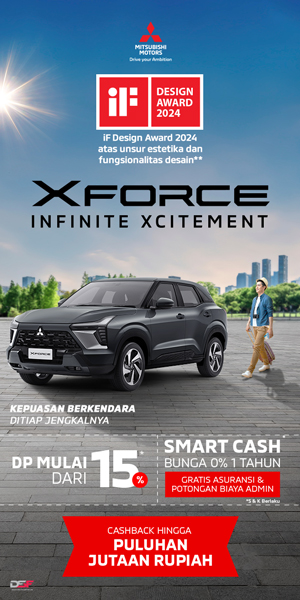 MITSUBISHI
MOTORS
Drive your Ambition
iF
DESIGN
AWARD
2024
iF Design Award 2024
atas unsur estetika dan
fungsionalitas desain**
XFORCE
INFINITE XCITEMENT
XFORCE
KEPUASAN BERKENDARA
DITIAP JENGKALNYA
DP MULAI
DARI
15%*
SMART CASH*
BUNGA 0% 1 TAHUN
GRATIS ASURANSI &
POTONGAN BIAYA ADMIN
*S & K Berlaku
CASHBACK HINGGA
PULUHAN
JUTAAN RUPIAH